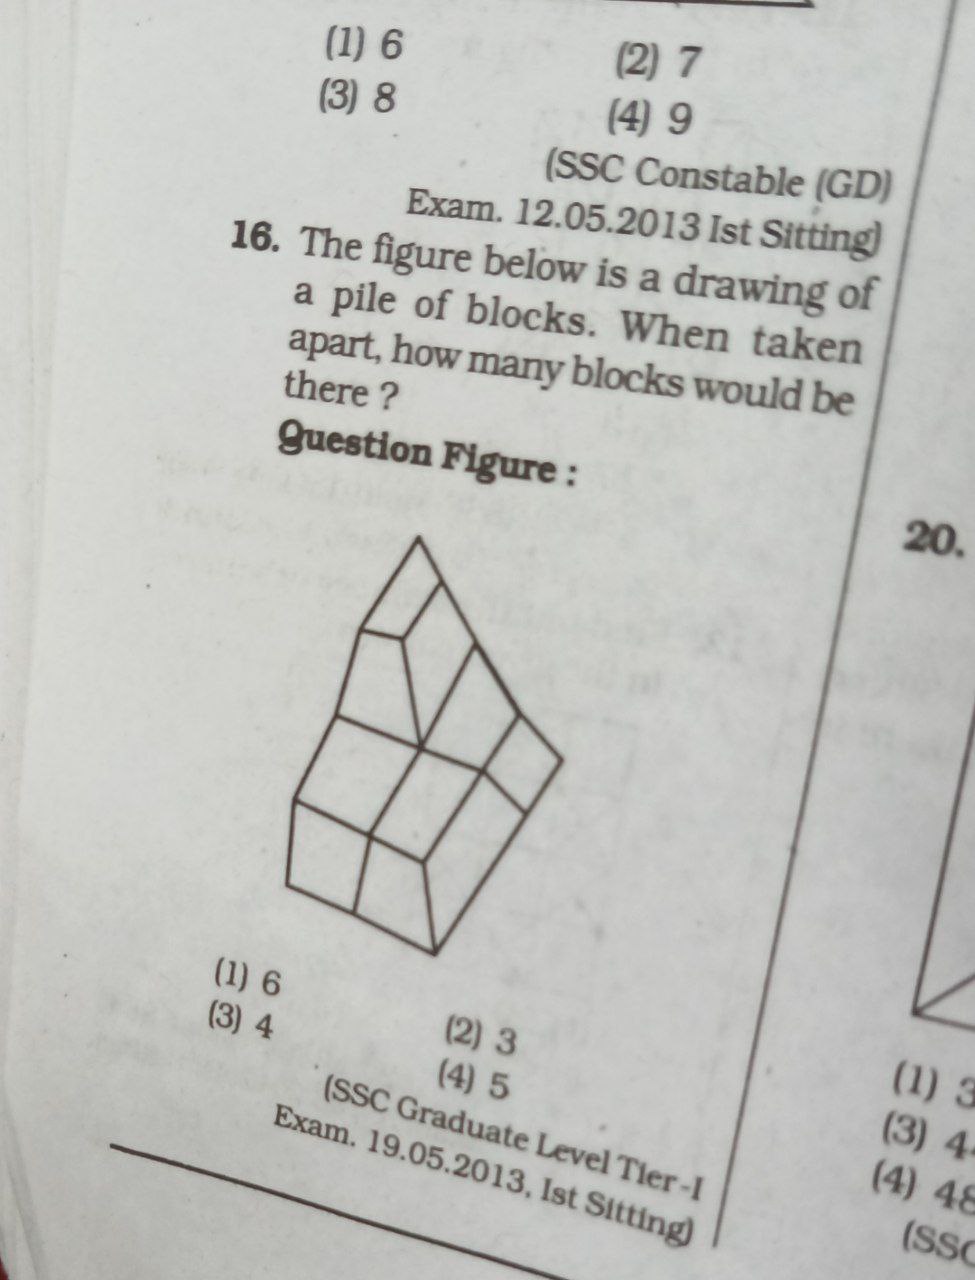 (1) 6 (2) 7
(3) 8 (4) 9
(SSC Constable (GD)
Exam. 12.05.2013 Ist Sitting)
16. The figure below is a drawing of
a pile of blocks. When taken
apart, how many blocks would be
there ?
Question Figure :
(1) 6 (2) 3
(3) 4 (4) 5
(SSC Graduate Level Tier-I
Exam. 19.05.2013, Ist Sitting)
20.
(1) 3
(3) 4
(4) 48
(SSC